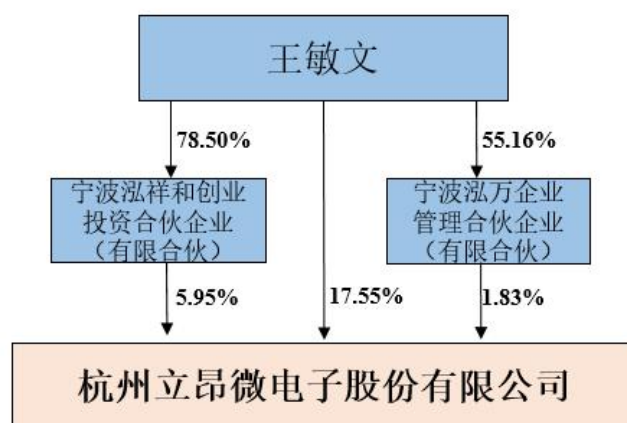 王敏文
78.50%
55.16%
宁波泓祥和创业
投资合伙企业
（有限合伙）
宁波泓万企业
管理合伙企业
（有限合伙）
5.95%
17.55%
1.83%
杭州立昂微电子股份有限公司